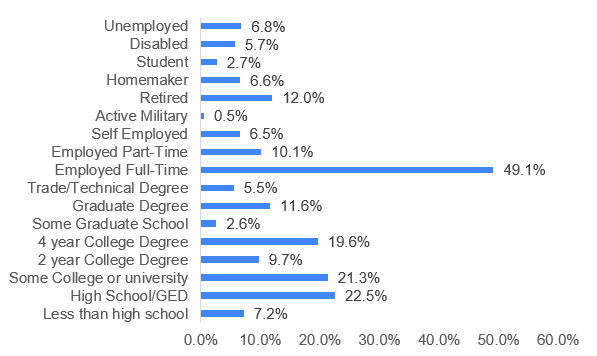 Unemployed 6.8%
Disabled 5.7%
Student 2.7%
Homemaker 6.6%
Retired 12.0%
Active Military 0.5%
Self Employed 6.5%
Employed Part-Time 10.1%
Employed Full-Time 49.1%
Trade/Technical Degree 5.5%
Graduate Degree 11.6%
Some Graduate School 2.6%
4 year College Degree 19.6%
2 year College Degree 9.7%
Some College or university 21.3%
High School/GED 22.5%
Less than high school 7.2%
0.0% 10.0% 20.0% 30.0% 40.0% 50.0% 60.0%